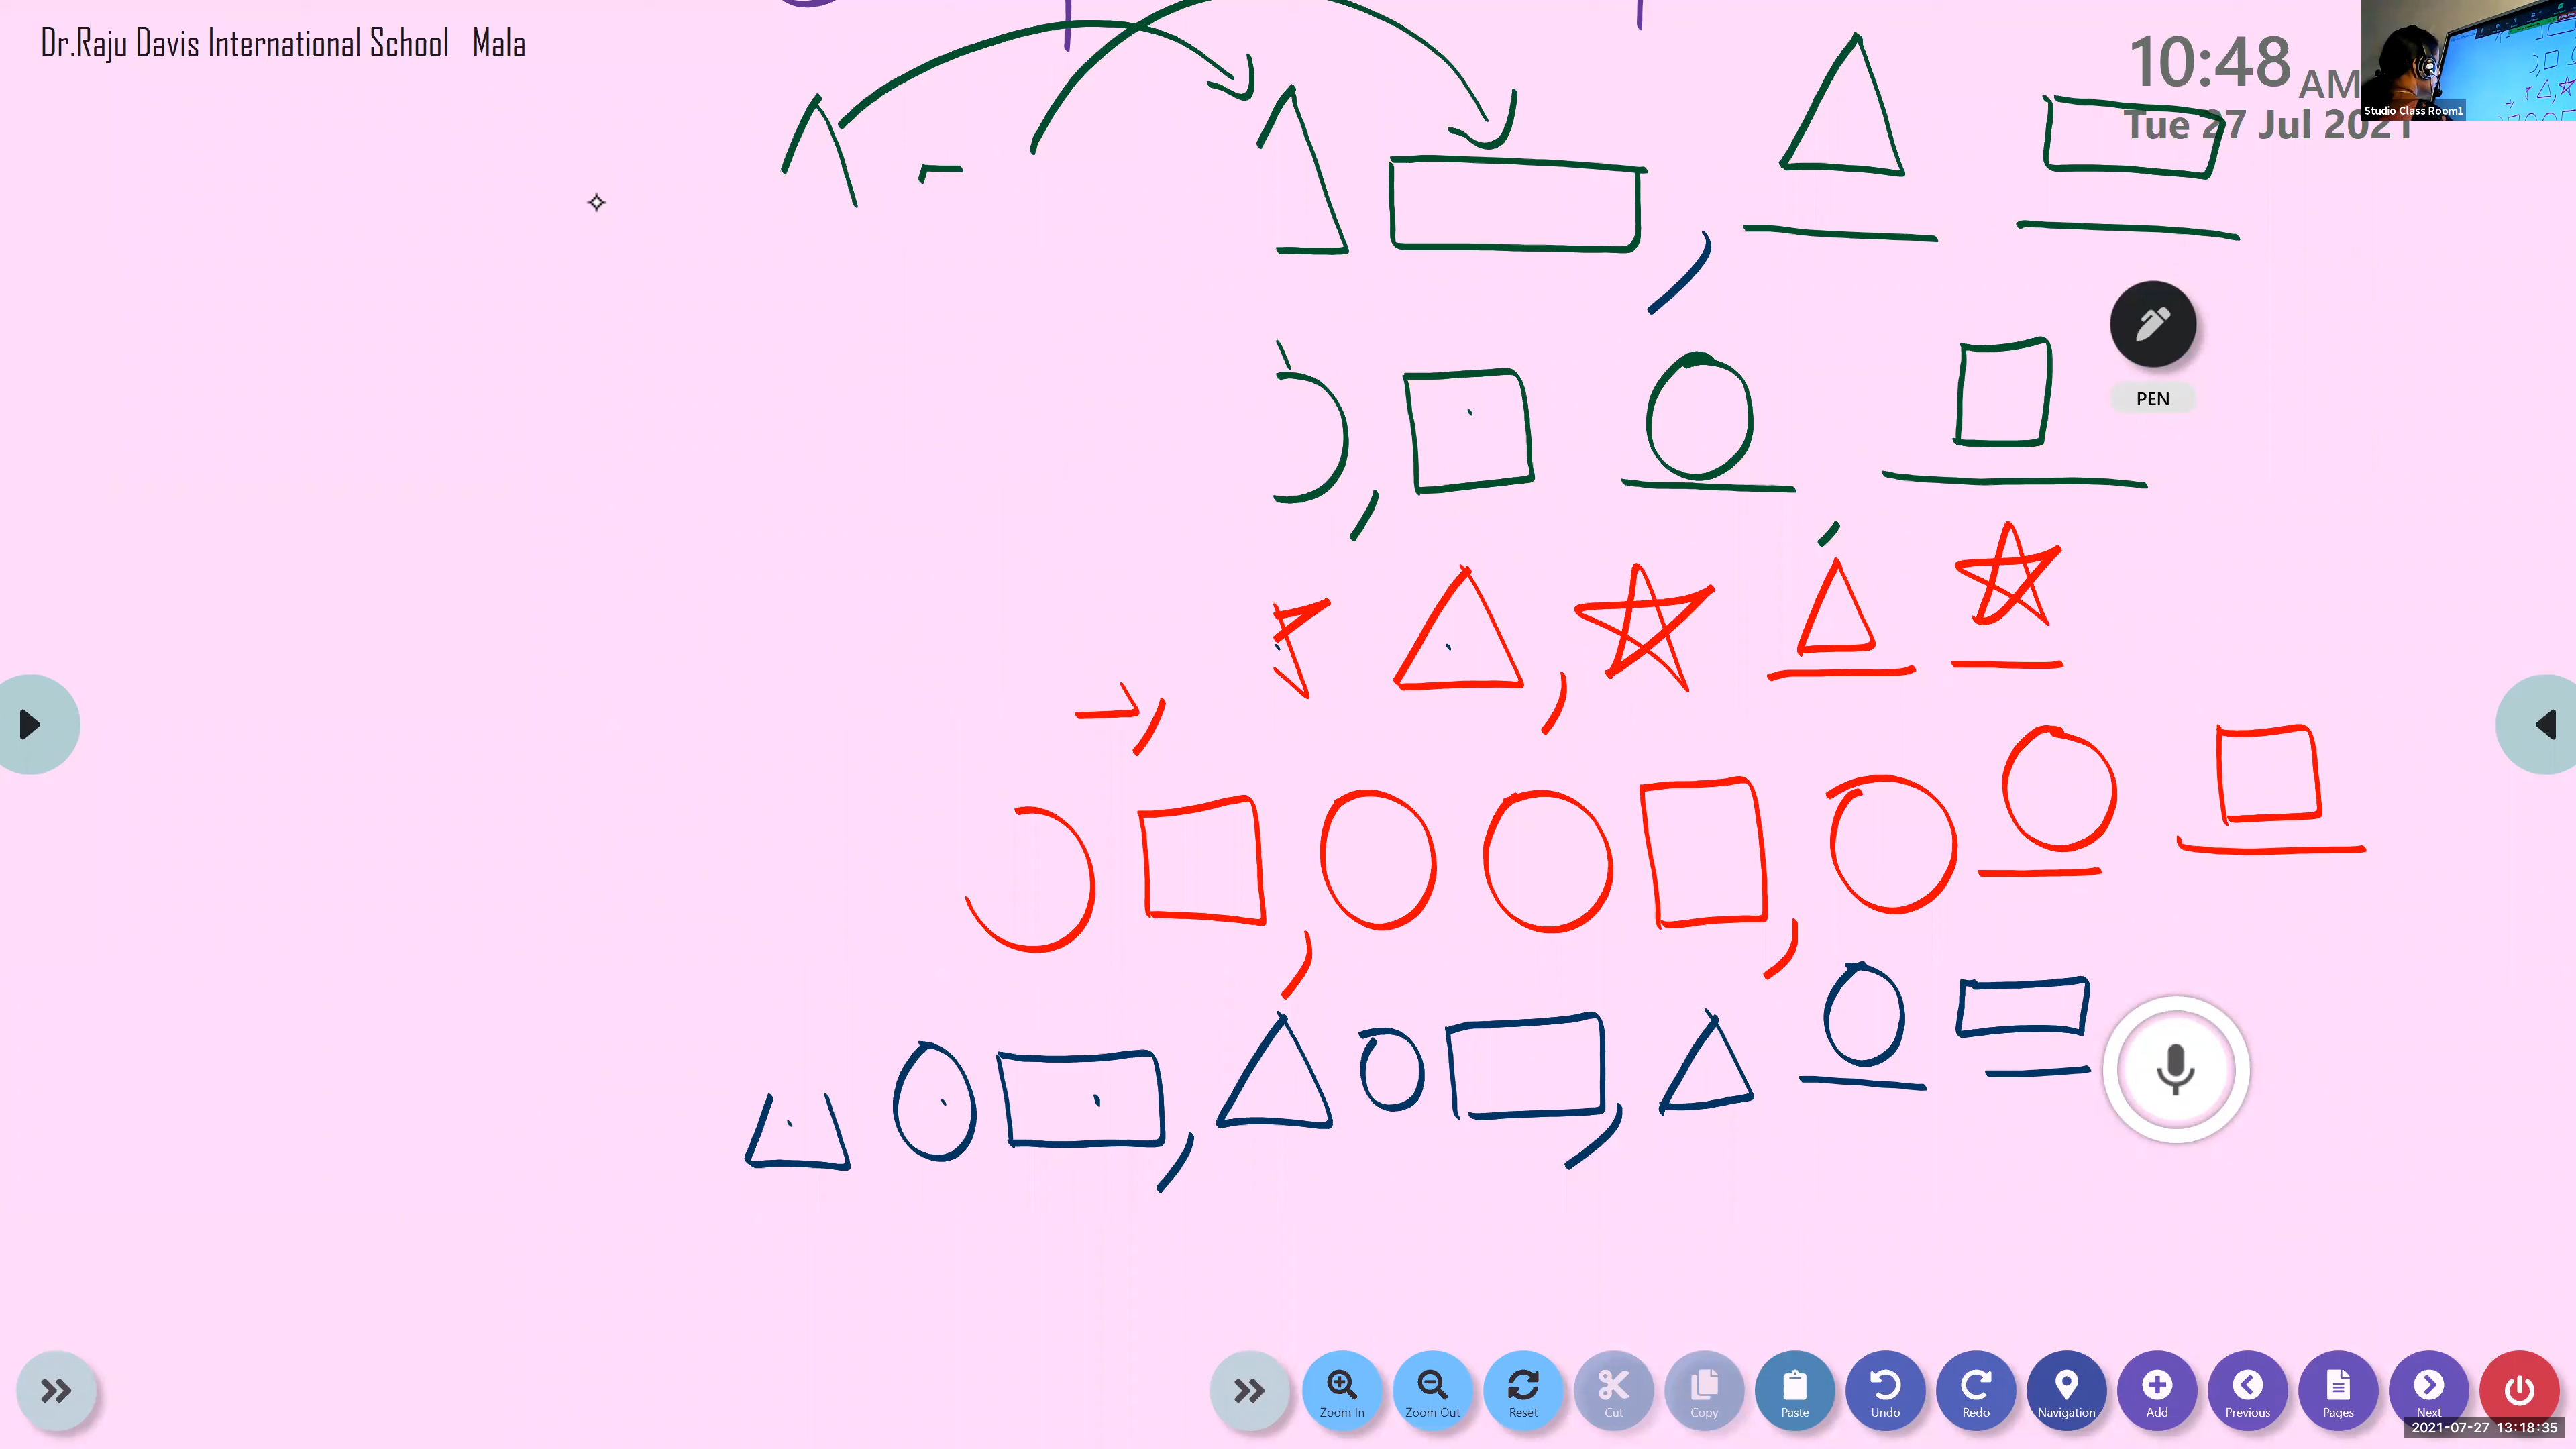 Dr.Raju Davis International School Mala
10:48 AM
Tue 27 Jul 2021
Studio Class Room1
PEN
Zoom In
Zoom Out
Reset
Cut
Copy
Paste
Undo
Redo
Navigation
Add
Previous
Pages
Next
2021-07-27 13:18:35